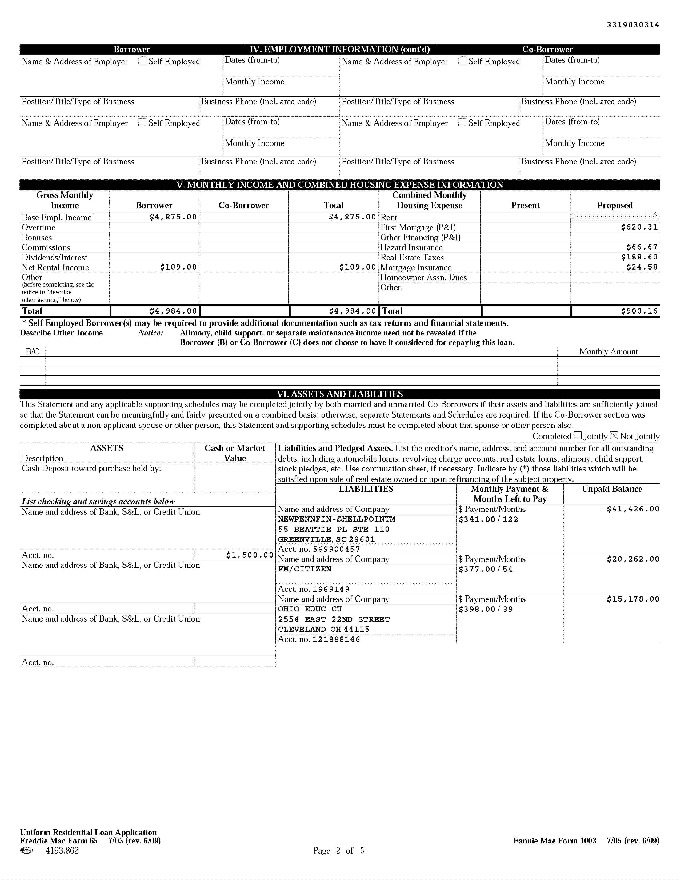 3319030314
Borrower IV. EMPLOYMENT INFORMATION (cont'd) Co-Borrower
Name & Address of Employer Self Employed Dates (from-to) Name & Address of Employer Self Employed Dates (from-to)
Monthly Income Monthly Income
Position/Title/Type of Business Business Phone (incl. area code) Position/Title/Type of Business Business Phone (incl. area code)
Name & Address of Employer Self Employed Dates (from-to) Name & Address of Employer Self Employed Dates (from-to)
Monthly Income Monthly Income
Position/Title/Type of Business Business Phone (incl. area code) Position/Title/Type of Business Business Phone (incl. area code)
V. MONTHLY INCOME AND COMBINED HOUSING EXPENSE INFORMATION
Gross Monthly Income Borrower Co-Borrower Total Combined Monthly Housing Expense Present Proposed
Base Empl. Income $4,875.00 $4,875.00 Rent
Overtime First Mortgage (P&I)
Bonuses Other Financing (P&I)
Commissions Hazard Insurance $66.67
Dividends/Interest Real Estate Taxes
Net Rental Income $109.00 $109.00 Mortgage Insurance $24.58
Other Homeowner Assn. Dues
(before completing, see the notice in "describe other income," below) Other:
Total $4,984.00 $4,984.00 Total
* Self Employed Borrower(s) may be required to provide additional documentation such as tax returns and financial statements.
Describe Other Income Notice: Alimony, child support, or separate maintenance income need not be revealed if the
Borrower (B) or Co-Borrower (C) does not choose to have it considered for repaying this loan.
B/C Monthly Amount
VI. ASSETS AND LIABILITIES
This Statement and any applicable supporting schedules may be completed jointly by both married and unmarried Co-Borrowers if their assets and liabilities are sufficiently joined
so that the Statement can be meaningfully and fairly presented on a combined basis; otherwise, separate Statements and Schedules are required. If the Co-Borrower section was
completed about a non-applicant spouse or other person, this Statement and supporting schedules must be completed about that spouse or other person also.
Completed Jointly Not Jointly
ASSETS Cash or Market Value
Description
Cash Deposit toward purchase held by:
Liabilities and Pledged Assets. List the creditor's name, address, and account number for all outstanding
debts, including automobile loans, revolving charge accounts, real estate loans, alimony, child support,
stock pledges, etc. Use continuation sheet, if necessary. Indicate by (*) those liabilities which will be
satisfied upon sale of real estate owned or upon refinancing of the subject property.
LIABILITIES Monthly Payment & Months Left to Pay Unpaid Balance
List checking and savings accounts below
Name and address of Bank, S&L, or Credit Union
Acct. no. $1,500.00
Name and address of Bank, S&L, or Credit Union
Acct. no.
Name and address of Bank, S&L, or Credit Union
Acct. no.
Name and address of Company $ Payment/Months $41,426.00
NEWPENNFIN-SHELLPOINTM $341.00 / 122
55 BEATTIE PL STE 110
GREENVILLE, SC 29601
Acct. no. 569900457
Name and address of Company $ Payment/Months $20,262.00
FM/CITIZEN $377.00 / 54
Acct. no. 1969149
Name and address of Company $ Payment/Months $15,178.00
OHIO EDUC CU $398.00 / 39
2554 EAST 22ND STREET
CLEVELAND OH 44115
Acct. no. 121888146
Uniform Residential Loan Application
Freddie Mac Form 65 7/05 (rev. 6/09) Fannie Mae Form 1003 7/05 (rev. 6/09)
Page 2 of 5